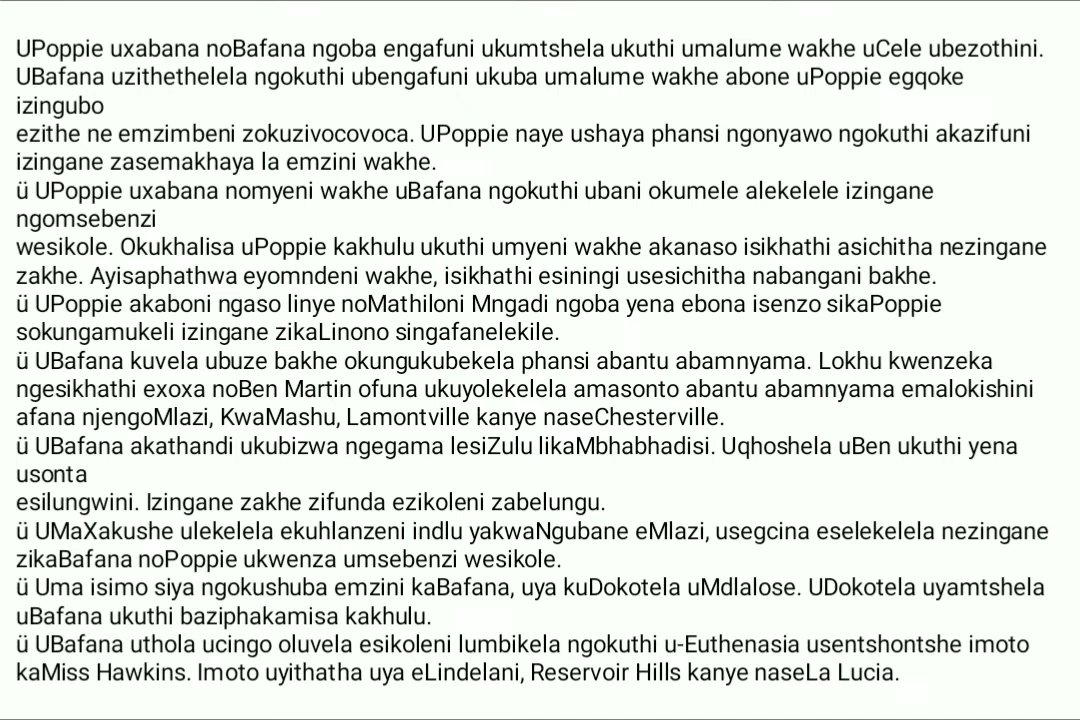 UPoppie uxabana noBafana ngoba engafuni ukumtshela ukuthi umalume wakhe uCele ubezothini.
UBafana uzithethelela ngokuthi ubengafuni ukuba umalume wakhe abone uPoppie egqoke
izingubo
ezithe ne emzimbeni zokuzivocovoca. UPoppie naye ushaya phansi ngonyawo ngokuthi akazifuni
izingane zasemakhaya la emzini wakhe.
ü UPoppie uxabana nomyeni wakhe uBafana ngokuthi ubani okumele alekelele izingane
ngomsebenzi
wesikole. Okukhalisa uPoppie kakhulu ukuthi umyeni wakhe akanaso isikhathi asichitha nezingane
zakhe. Ayisaphathwa eyomndeni wakhe, isikhathi esiningi usesichitha nabangani bakhe.
ü UPoppie akaboni ngaso linye noMathiloni Mngadi ngoba yena ebona isenzo sikaPoppie
sokungamukeli izingane zikaLinono singafanelekile.
ü UBafana kuvela ubuze bakhe okungukubekela phansi abantu abamnyama. Lokhu kwenzeka
ngesikhathi exoxa noBen Martin ofuna ukuyolekelela amasonto abantu abamnyama emalokishini
afana njengoMlazi, KwaMashu, Lamontville kanye naseChesterville.
ü UBafana akathandi ukubizwa ngegama lesiZulu likaMbhabhadisi. Uqhoshela uBen ukuthi yena
usonta
esilungwini. Izingane zakhe zifunda ezikoleni zabelungu.
ü UMaXakushe ulekelela ekuhlanzeni indlu yakwaNgubane eMlazi, usegcina eselekelela nezingane
zikaBafana noPoppie ukwenza umsebenzi wesikole.
ü Uma isimo siya ngokushuba emzini kaBafana, uya kuDokotela uMdlalose. UDokotela uyamtshela
uBafana ukuthi baziphakamisa kakhulu.
ü UBafana uthola ucingo oluvela esikoleni lumbikela ngokuthi u-Euthenasia usentshontshe imoto
kaMiss Hawkins. Imoto uyithatha uya eLindelani, Reservoir Hills kanye naseLa Lucia.